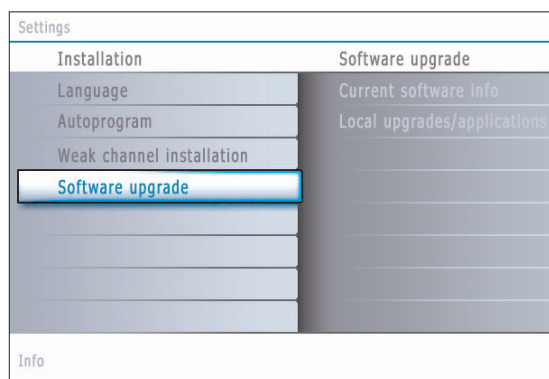 Settings
Installation
Software upgrade
Language
Current software info
Autoprogram
Local upgrades/applications
Weak channel installation
Software upgrade
Info